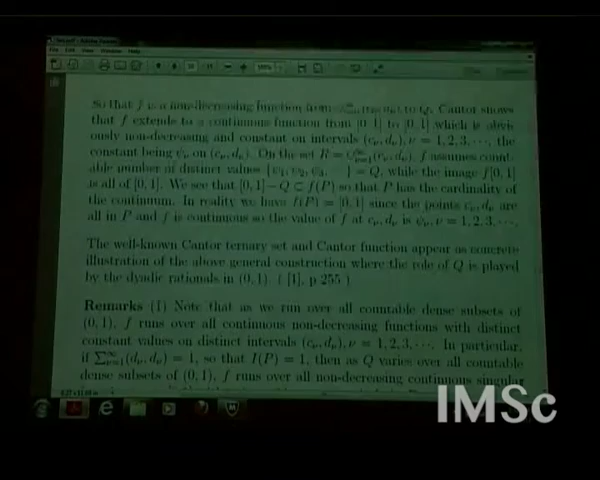 So that f is a non-decreasing function from to Q. Cantor shows
that f extends to a continuous function from [0, 1] to [0, 1] which is obvi-
ously non-decreasing and constant on intervals (cν, dν), ν = 1, 2, 3, ···, the
constant being ψν on (cν, dν). On the set R = ∪∞ν=1(cν, dν), f assumes count-
able number of distinct values {ψ1, ψ2, ψ3, } = Q, while the image f[0, 1]
is all of [0, 1]. We see that [0, 1] − Q ⊂ f(P) so that P has the cardinality of
the continuum. In reality we have f(P) = [0, 1] since the points cν, dν are
all in P and f is continuous so the value of f at cν, dν is ψν, ν = 1, 2, 3, ···,
The well-known Cantor ternary set and Cantor function appear as concrete
illustration of the above general construction where the role of Q is played
by the dyadic rationals in (0, 1). ( [1], p 255 )
Remarks (1) Note that as we run over all countable dense subsets of
(0, 1), f runs over all continuous non-decreasing functions with distinct
constant values on distinct intervals (cν, dν), ν = 1, 2, 3, ···. In particular,
if ∑∞ν=1(dν, dν) = 1, so that I(P) = 1, then as Q varies over all countable
dense subsets of (0, 1), f runs over all non-decreasing continuous singular
IMSc